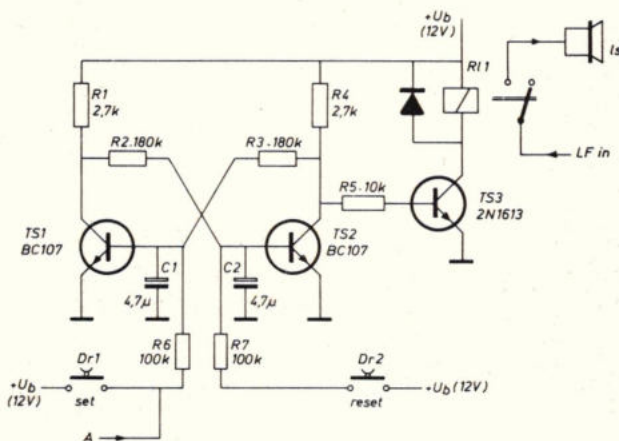 +Ub
(12V)
ls
Rl1
R1
2,7k
R4
2,7k
R2-180k
R3-180k
LF in
R5-10k
TS3
2N1613
TS1
BC107
TS2
BC107
C1
4,7µ
C2
4,7µ
R6
100k
R7
100k
Dr1
Dr2
+Ub
(12V)
set
reset
+Ub (12V)
A